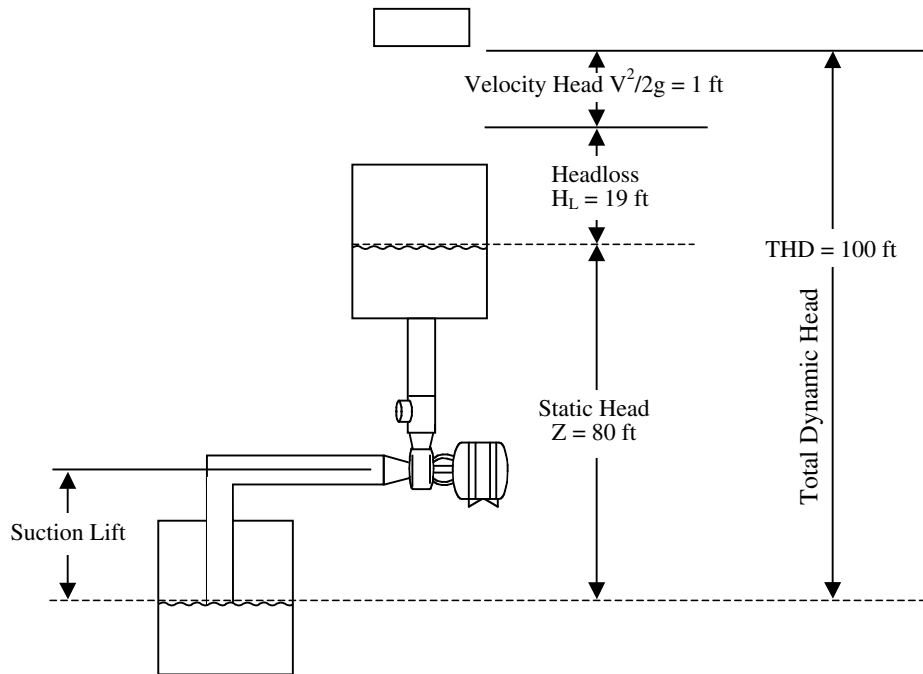 Velocity Head V²/2g = 1 ft
Headloss
H_L = 19 ft
THD = 100 ft
Static Head
Z = 80 ft
Total Dynamic Head
Suction Lift